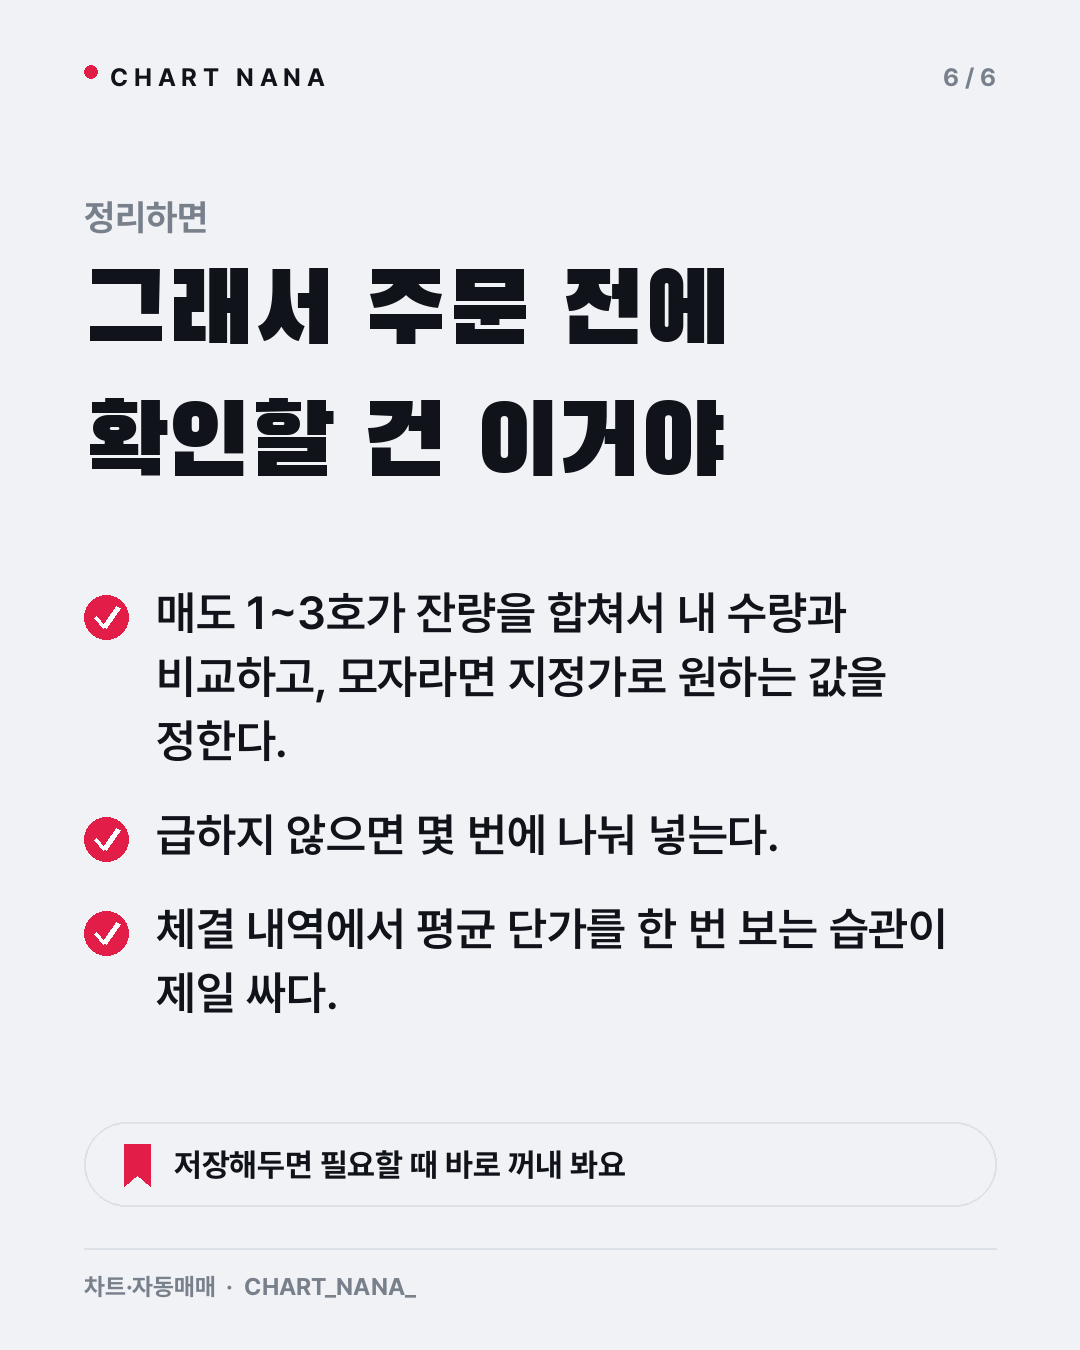 CHART NANA
6 / 6
정리하면
그래서 주문 전에
확인할 건 이거야
매도 1~3호가 잔량을 합쳐서 내 수량과
비교하고, 모자라면 지정가로 원하는 값을
정한다.
급하지 않으면 몇 번에 나눠 넣는다.
체결 내역에서 평균 단가를 한 번 보는 습관이
제일 싸다.
저장해두면 필요할 때 바로 꺼내 봐요
차트·자동매매 · CHART_NANA_